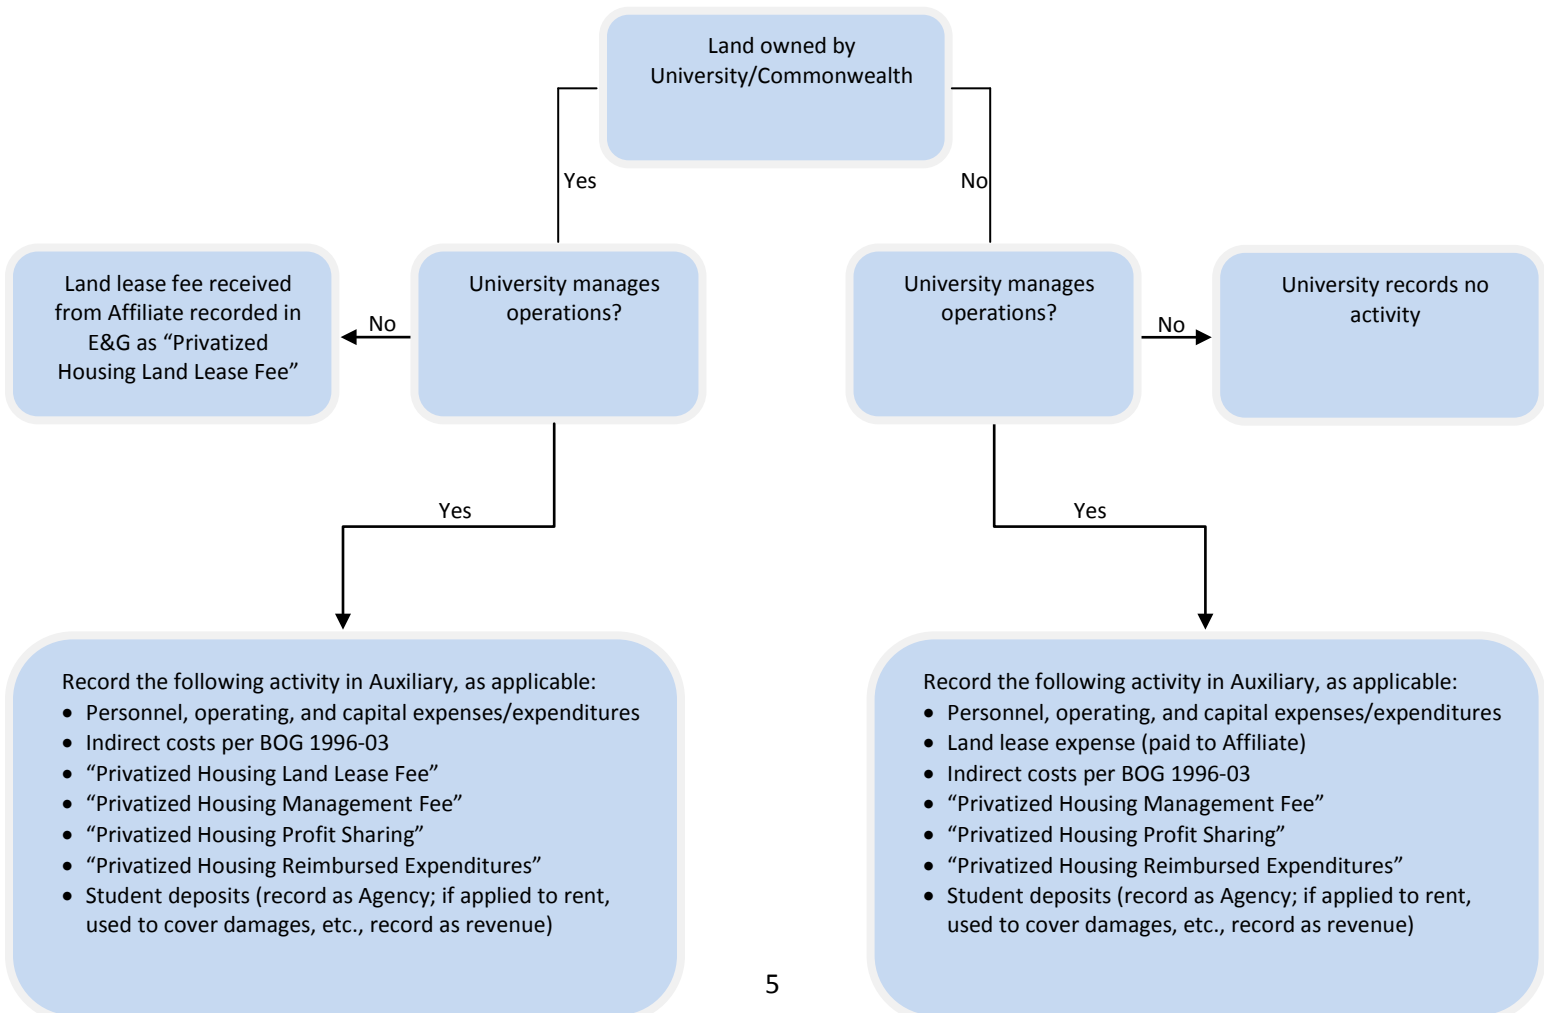 Land owned by
University/Commonwealth
Yes
No
Land lease fee received
from Affiliate recorded in
E&G as “Privatized
Housing Land Lease Fee”
No
University manages
operations?
University manages
operations?
No
University records no
activity
Yes
Yes
Record the following activity in Auxiliary, as applicable:
• Personnel, operating, and capital expenses/expenditures
• Indirect costs per BOG 1996-03
• “Privatized Housing Land Lease Fee”
• “Privatized Housing Management Fee”
• “Privatized Housing Profit Sharing”
• “Privatized Housing Reimbursed Expenditures”
• Student deposits (record as Agency; if applied to rent,
used to cover damages, etc., record as revenue)
Record the following activity in Auxiliary, as applicable:
• Personnel, operating, and capital expenses/expenditures
• Land lease expense (paid to Affiliate)
• Indirect costs per BOG 1996-03
• “Privatized Housing Management Fee”
• “Privatized Housing Profit Sharing”
• “Privatized Housing Reimbursed Expenditures”
• Student deposits (record as Agency; if applied to rent,
used to cover damages, etc., record as revenue)
5